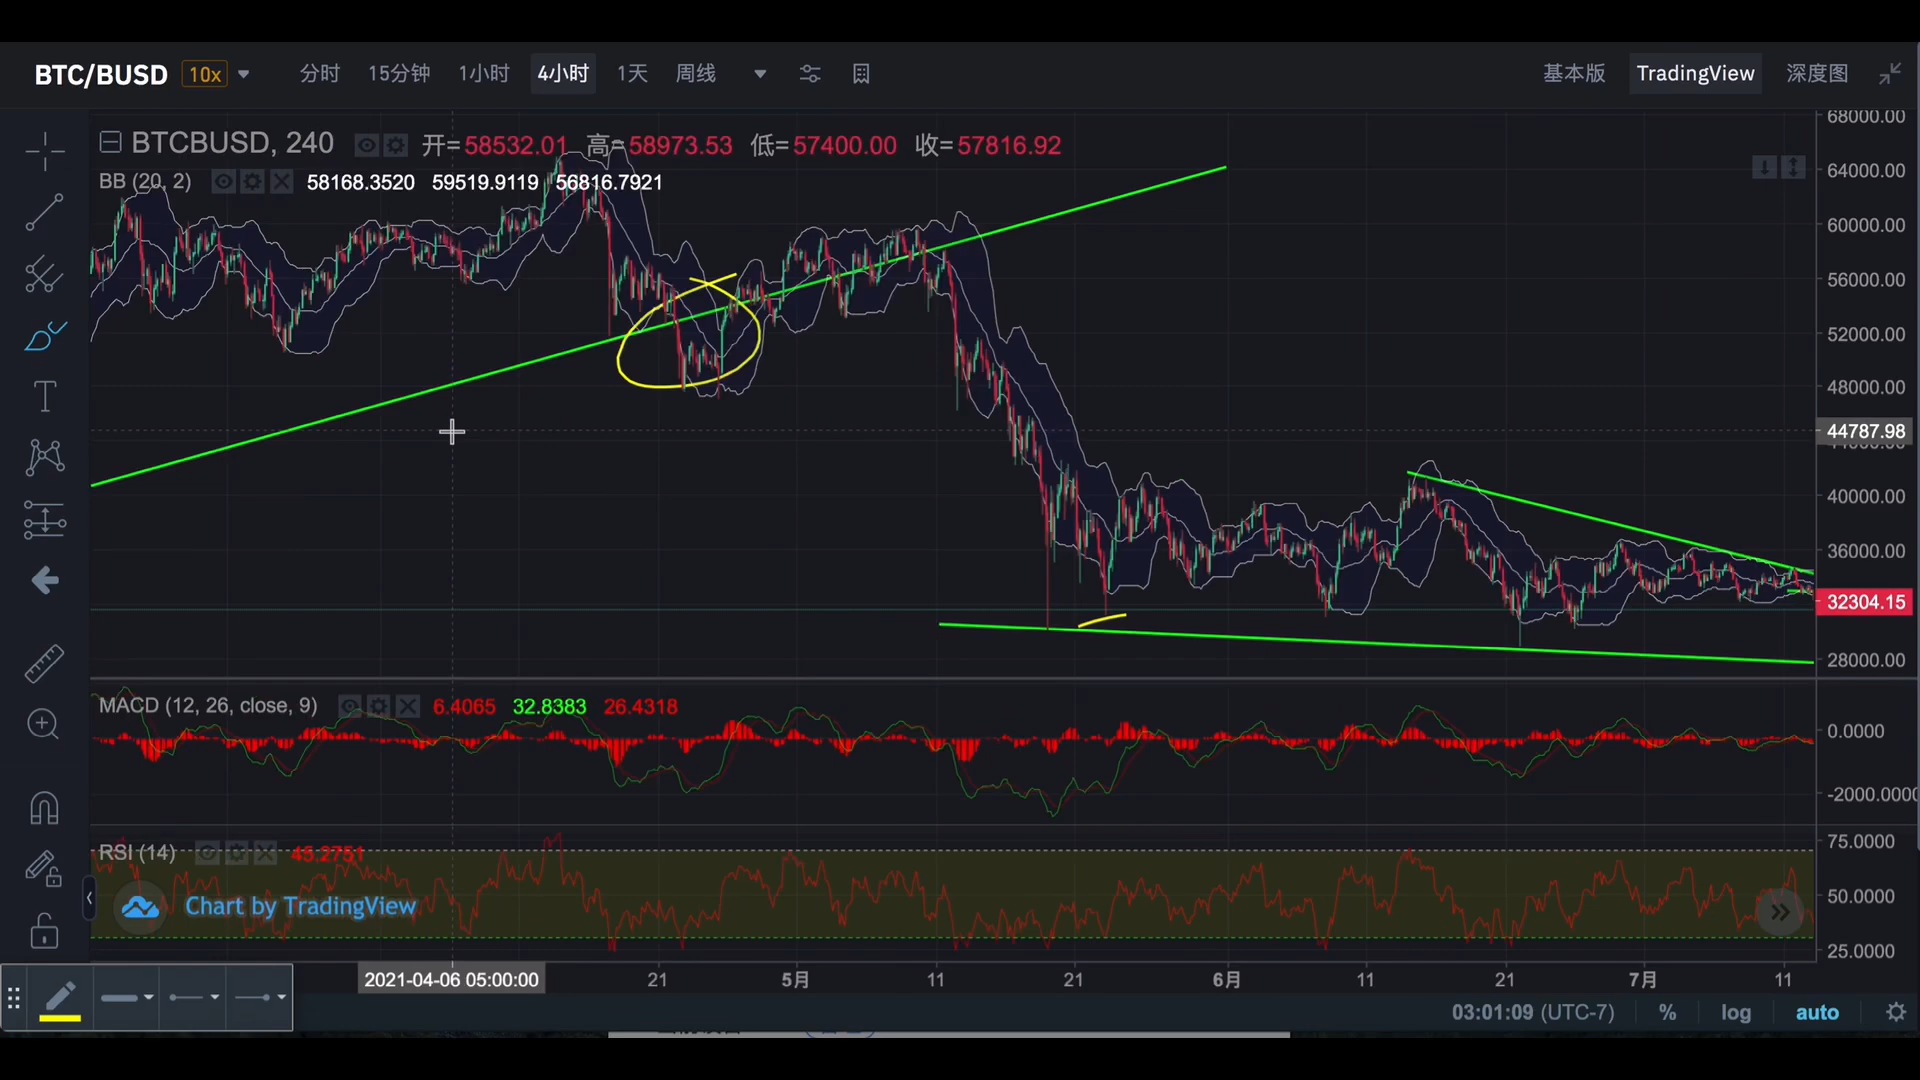 BTC/BUSD 10x 分时 15分钟 1小时 4小时 1天 周线 基本版 TradingView 深度图
BTCBUSD, 240 开=58532.01 高=58973.53 低=57400.00 收=57816.92
BB (20, 2) 58168.3520 59519.9119 56816.7921
68000.00
64000.00
60000.00
56000.00
52000.00
48000.00
44787.98
40000.00
36000.00
32304.15
28000.00
MACD (12, 26, close, 9) 6.4065 32.8383 26.4318
0.0000
-2000.0000
RSI (14) 45.2751
75.0000
50.0000
25.0000
Chart by TradingView
2021-04-06 05:00:00 21 5月 11 21 6月 11 21 7月 11
03:01:09 (UTC-7) % log auto